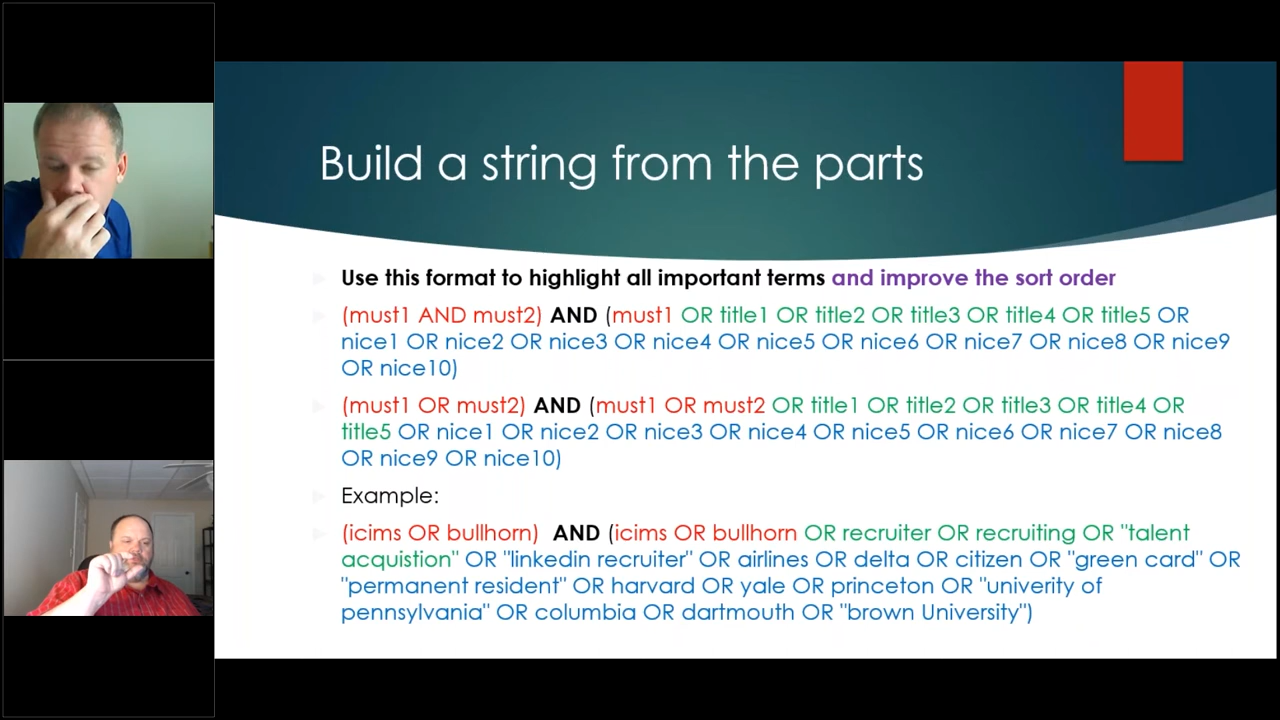 Build a string from the parts
Use this format to highlight all important terms and improve the sort order
(must1 AND must2) AND (must1 OR title1 OR title2 OR title3 OR title4 OR title5 OR
nice1 OR nice2 OR nice3 OR nice4 OR nice5 OR nice6 OR nice7 OR nice8 OR nice9
OR nice10)
(must1 OR must2) AND (must1 OR must2 OR title1 OR title2 OR title3 OR title4 OR
title5 OR nice1 OR nice2 OR nice3 OR nice4 OR nice5 OR nice6 OR nice7 OR nice8
OR nice9 OR nice10)
Example:
(icims OR bullhorn) AND (icims OR bullhorn OR recruiter OR recruiting OR "talent
acquistion" OR "linkedin recruiter" OR airlines OR delta OR citizen OR "green card" OR
"permanent resident" OR harvard OR yale OR princeton OR "univerity of
pennsylvania" OR columbia OR dartmouth OR "brown University")